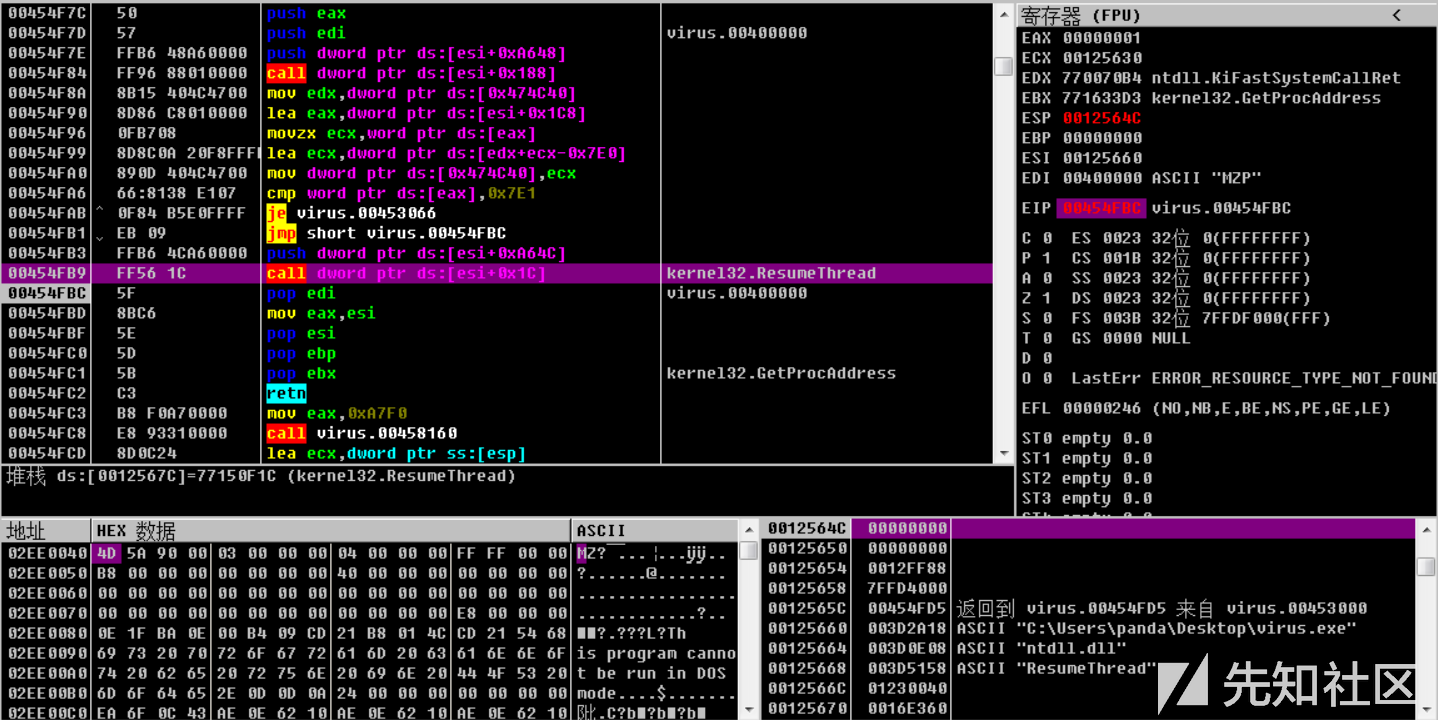 00454F7C 50 push eax
00454F7D 57 push edi virus.00400000
00454F7E FFB6 48A60000 push dword ptr ds:[esi+0xA648]
00454F84 FF96 88010000 call dword ptr ds:[esi+0x188]
00454F8A 8B15 404C4700 mov edx,dword ptr ds:[0x474C40]
00454F90 8D86 C8010000 lea eax,dword ptr ds:[esi+0x1C8]
00454F96 0FB708 movzx ecx,word ptr ds:[eax]
00454F99 8D8C0A 20F8FFF lea ecx,dword ptr ds:[edx+ecx-0x7E0]
00454FA0 890D 404C4700 mov dword ptr ds:[0x474C40],ecx
00454FA6 66:8138 E107 cmp word ptr ds:[eax],0x7E1
00454FAB ^ 0F84 B5E0FFFF je virus.00453066
00454FB1 ⌄ EB 09 jmp short virus.00454FBC
00454FB3 FFB6 4CA60000 push dword ptr ds:[esi+0xA64C]
00454FB9 FF56 1C call dword ptr ds:[esi+0x1C] kernel32.ResumeThread
00454FBC 5F pop edi virus.00400000
00454FBD 8BC6 mov eax,esi
00454FBF 5E pop esi
00454FC0 5D pop ebp
00454FC1 5B pop ebx kernel32.GetProcAddress
00454FC2 C3 retn
00454FC3 B8 F0A70000 mov eax,0xA7F0
00454FC8 E8 93310000 call virus.00458160
00454FCD 8D0C24 lea ecx,dword ptr ss:[esp]
堆栈 ds:[0012567C]=77150F1C (kernel32.ResumeThread)
寄存器 (FPU) <
EAX 00000001
ECX 00125630
EDX 770070B4 ntdll.KiFastSystemCallRet
EBX 771633D3 kernel32.GetProcAddress
ESP 0012564C
EBP 00000000
ESI 00125660
EDI 00400000 ASCII "MZP"
EIP 00454FBC virus.00454FBC
C 0 ES 0023 32位 0(FFFFFFFF)
P 1 CS 001B 32位 0(FFFFFFFF)
A 0 SS 0023 32位 0(FFFFFFFF)
Z 1 DS 0023 32位 0(FFFFFFFF)
S 0 FS 003B 32位 7FFDF000(FFF)
T 0 GS 0000 NULL
D 0
O 0 LastErr ERROR_RESOURCE_TYPE_NOT_FOUND
EFL 00000246 (NO,NB,E,BE,NS,PE,GE,LE)
ST0 empty 0.0
ST1 empty 0.0
ST2 empty 0.0
ST3 empty 0.0
地址 HEX 数据 ASCII
02EE0040 4D 5A 90 00 03 00 00 00 04 00 00 00 FF FF 00 00 MZ?
02EE0050 B8 00 00 00 00 00 00 00 40 00 00 00 00 00 00 00 ?......@.......
02EE0060 00 00 00 00 00 00 00 00 00 00 00 00 00 00 00 00 ................
02EE0070 00 00 00 00 00 00 00 00 00 00 00 00 E8 00 00 00 ............?..
02EE0080 0E 1F BA 0E 00 B4 09 CD 21 B8 01 4C CD 21 54 68
02EE0090 69 73 20 70 72 6F 67 72 61 6D 20 63 61 6E 6E 6F is program canno
02EE00A0 74 20 62 65 20 72 75 6E 20 69 6E 20 44 4F 53 20 t be run in DOS
02EE00B0 6D 6F 64 65 2E 0D 0D 0A 24 00 00 00 00 00 00 00 mode....$.......
02EE00C0 EA 6F 0C 43 AE 0E 62 10 AE 0E 62 10 AE 0E 62 10
0012564C 00000000
00125650 00000000
00125654 0012FF88
00125658 7FFD4000
0012565C 00454FD5 返回到 virus.00454FD5 来自 virus.00453000
00125660 003D2A18 ASCII "C:\Users\panda\Desktop\virus.exe"
00125664 003D0E08 ASCII "ntdll.dll"
00125668 003D5158 ASCII "ResumeThread"
0012566C 01230040
00125670 0016E360
先知社区